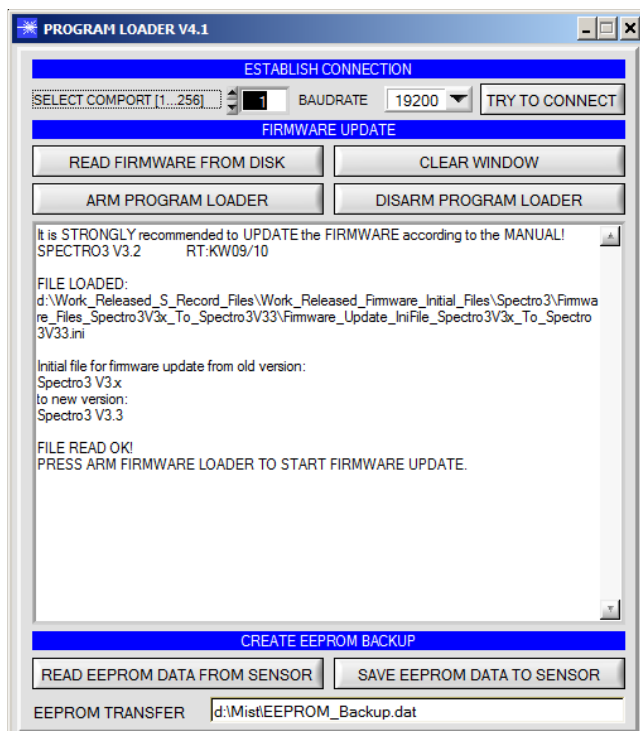 PROGRAM LOADER V4.1
ESTABLISH CONNECTION
SELECT COMPORT [1...256] 1 BAUDRATE 19200 TRY TO CONNECT
FIRMWARE UPDATE
READ FIRMWARE FROM DISK CLEAR WINDOW
ARM PROGRAM LOADER DISARM PROGRAM LOADER
It is STRONGLY recommended to UPDATE the FIRMWARE according to the MANUAL!
SPECTRO3 V3.2 RT:KW09/10
FILE LOADED:
d:\Work_Released_S_Record_Files\Work_Released_Firmware_Initial_Files\Spectro3\Firmwa
re_Files_Spectro3V3x_To_Spectro3V33\Firmware_Update_IniFile_Spectro3V3x_To_Spectro
3V33.ini
Initial file for firmware update from old version:
Spectro3 V3.x
to new version:
Spectro3 V3.3
FILE READ OK!
PRESS ARM FIRMWARE LOADER TO START FIRMWARE UPDATE.
CREATE EEPROM BACKUP
READ EEPROM DATA FROM SENSOR SAVE EEPROM DATA TO SENSOR
EEPROM TRANSFER d:\Mist\EEPROM_Backup.dat